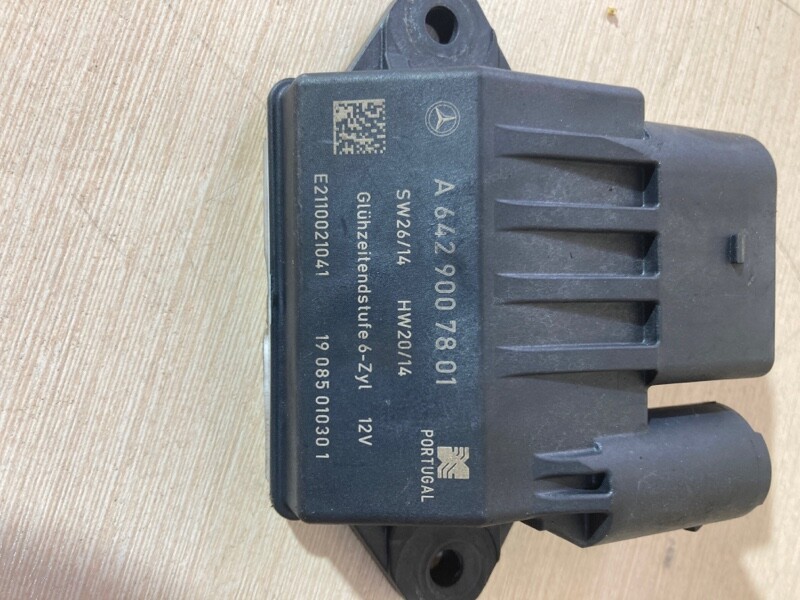 A 642 900 78 01
SW26/14 HW20/14
Glühzeitendstufe 6-Zyl 12V
E2110021041 19 085 01030 1
PORTUGAL